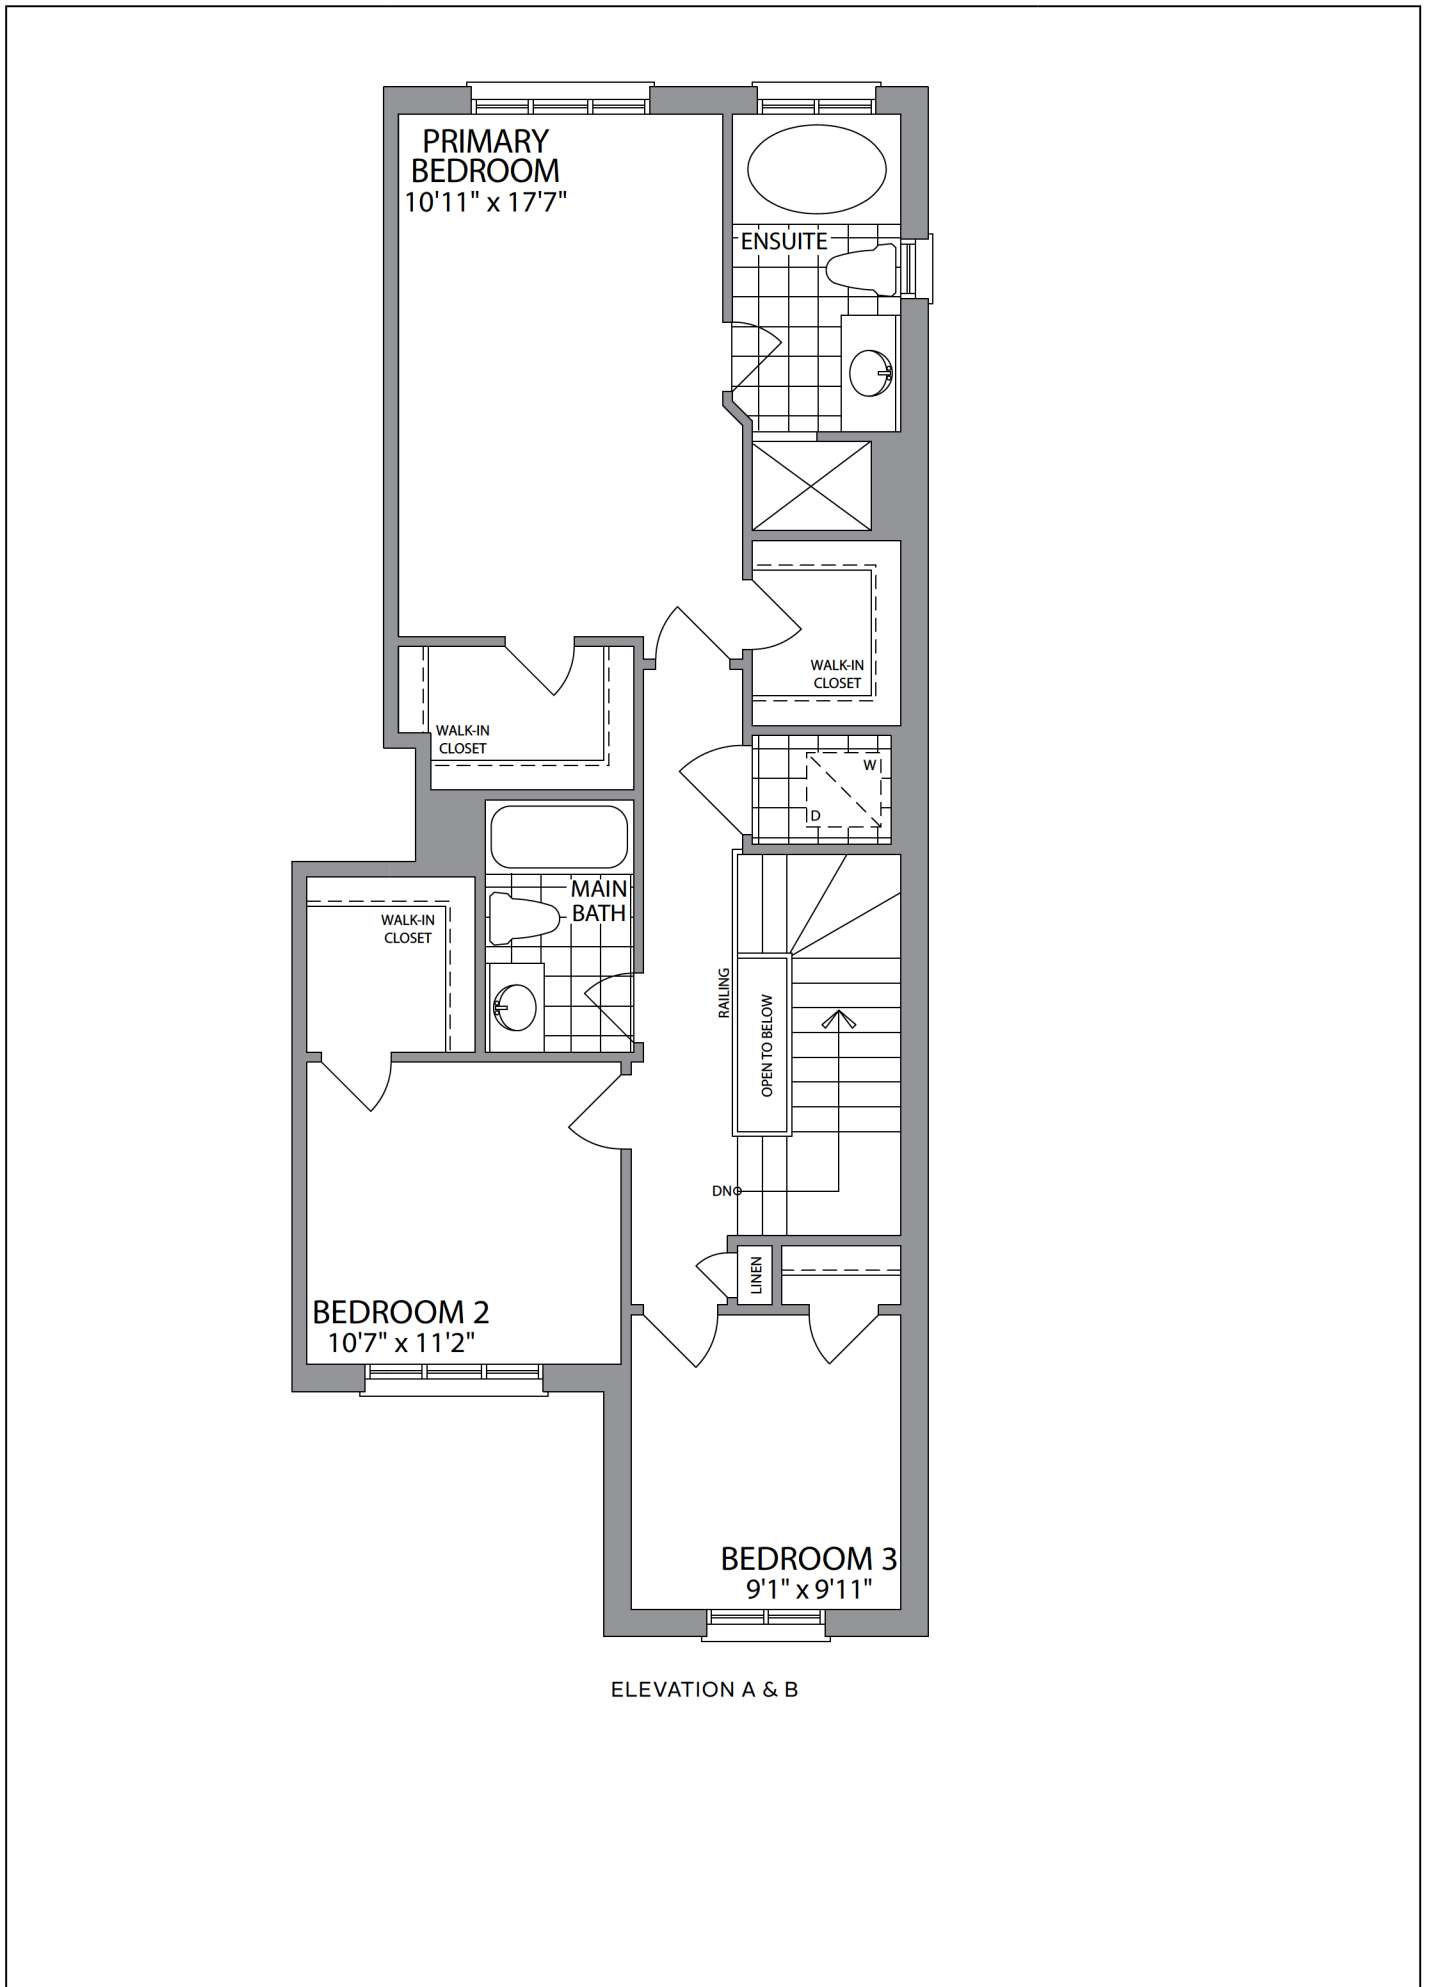 PRIMARY
BEDROOM
10'11" x 17'7"
ENSUITE
WALK-IN
CLOSET
WALK-IN
CLOSET
W
D
MAIN
BATH
WALK-IN
CLOSET
RAILING
OPEN TO BELOW
DN
LINEN
BEDROOM 2
10'7" x 11'2"
BEDROOM 3
9'1" x 9'11"
ELEVATION A & B